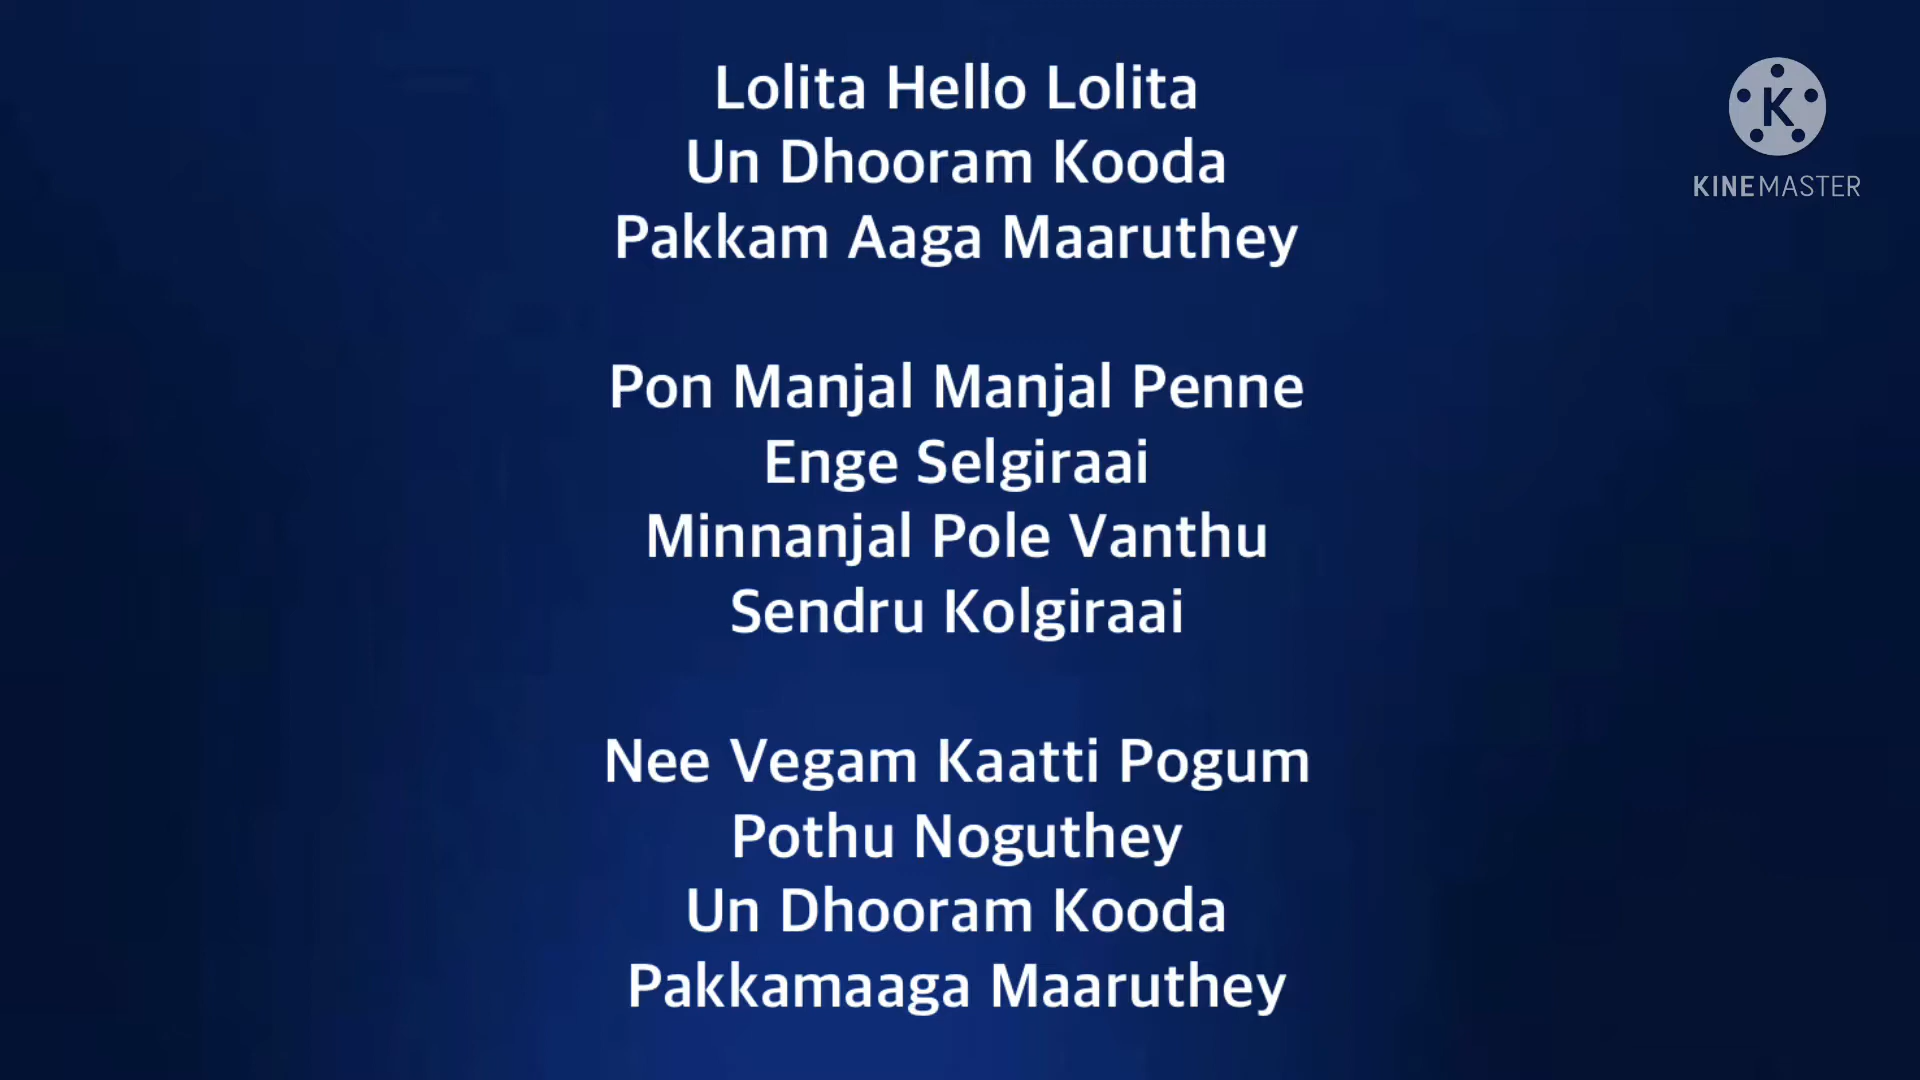 Lolita Hello Lolita
Un Dhooram Kooda
Pakkam Aaga Maaruthey
Pon Manjal Manjal Penne
Enge Selgiraai
Minnanjal Pole Vanthu
Sendru Kolgiraai
Nee Vegam Kaatti Pogum
Pothu Noguthey
Un Dhooram Kooda
Pakkamaaga Maaruthey
K
KINEMASTER